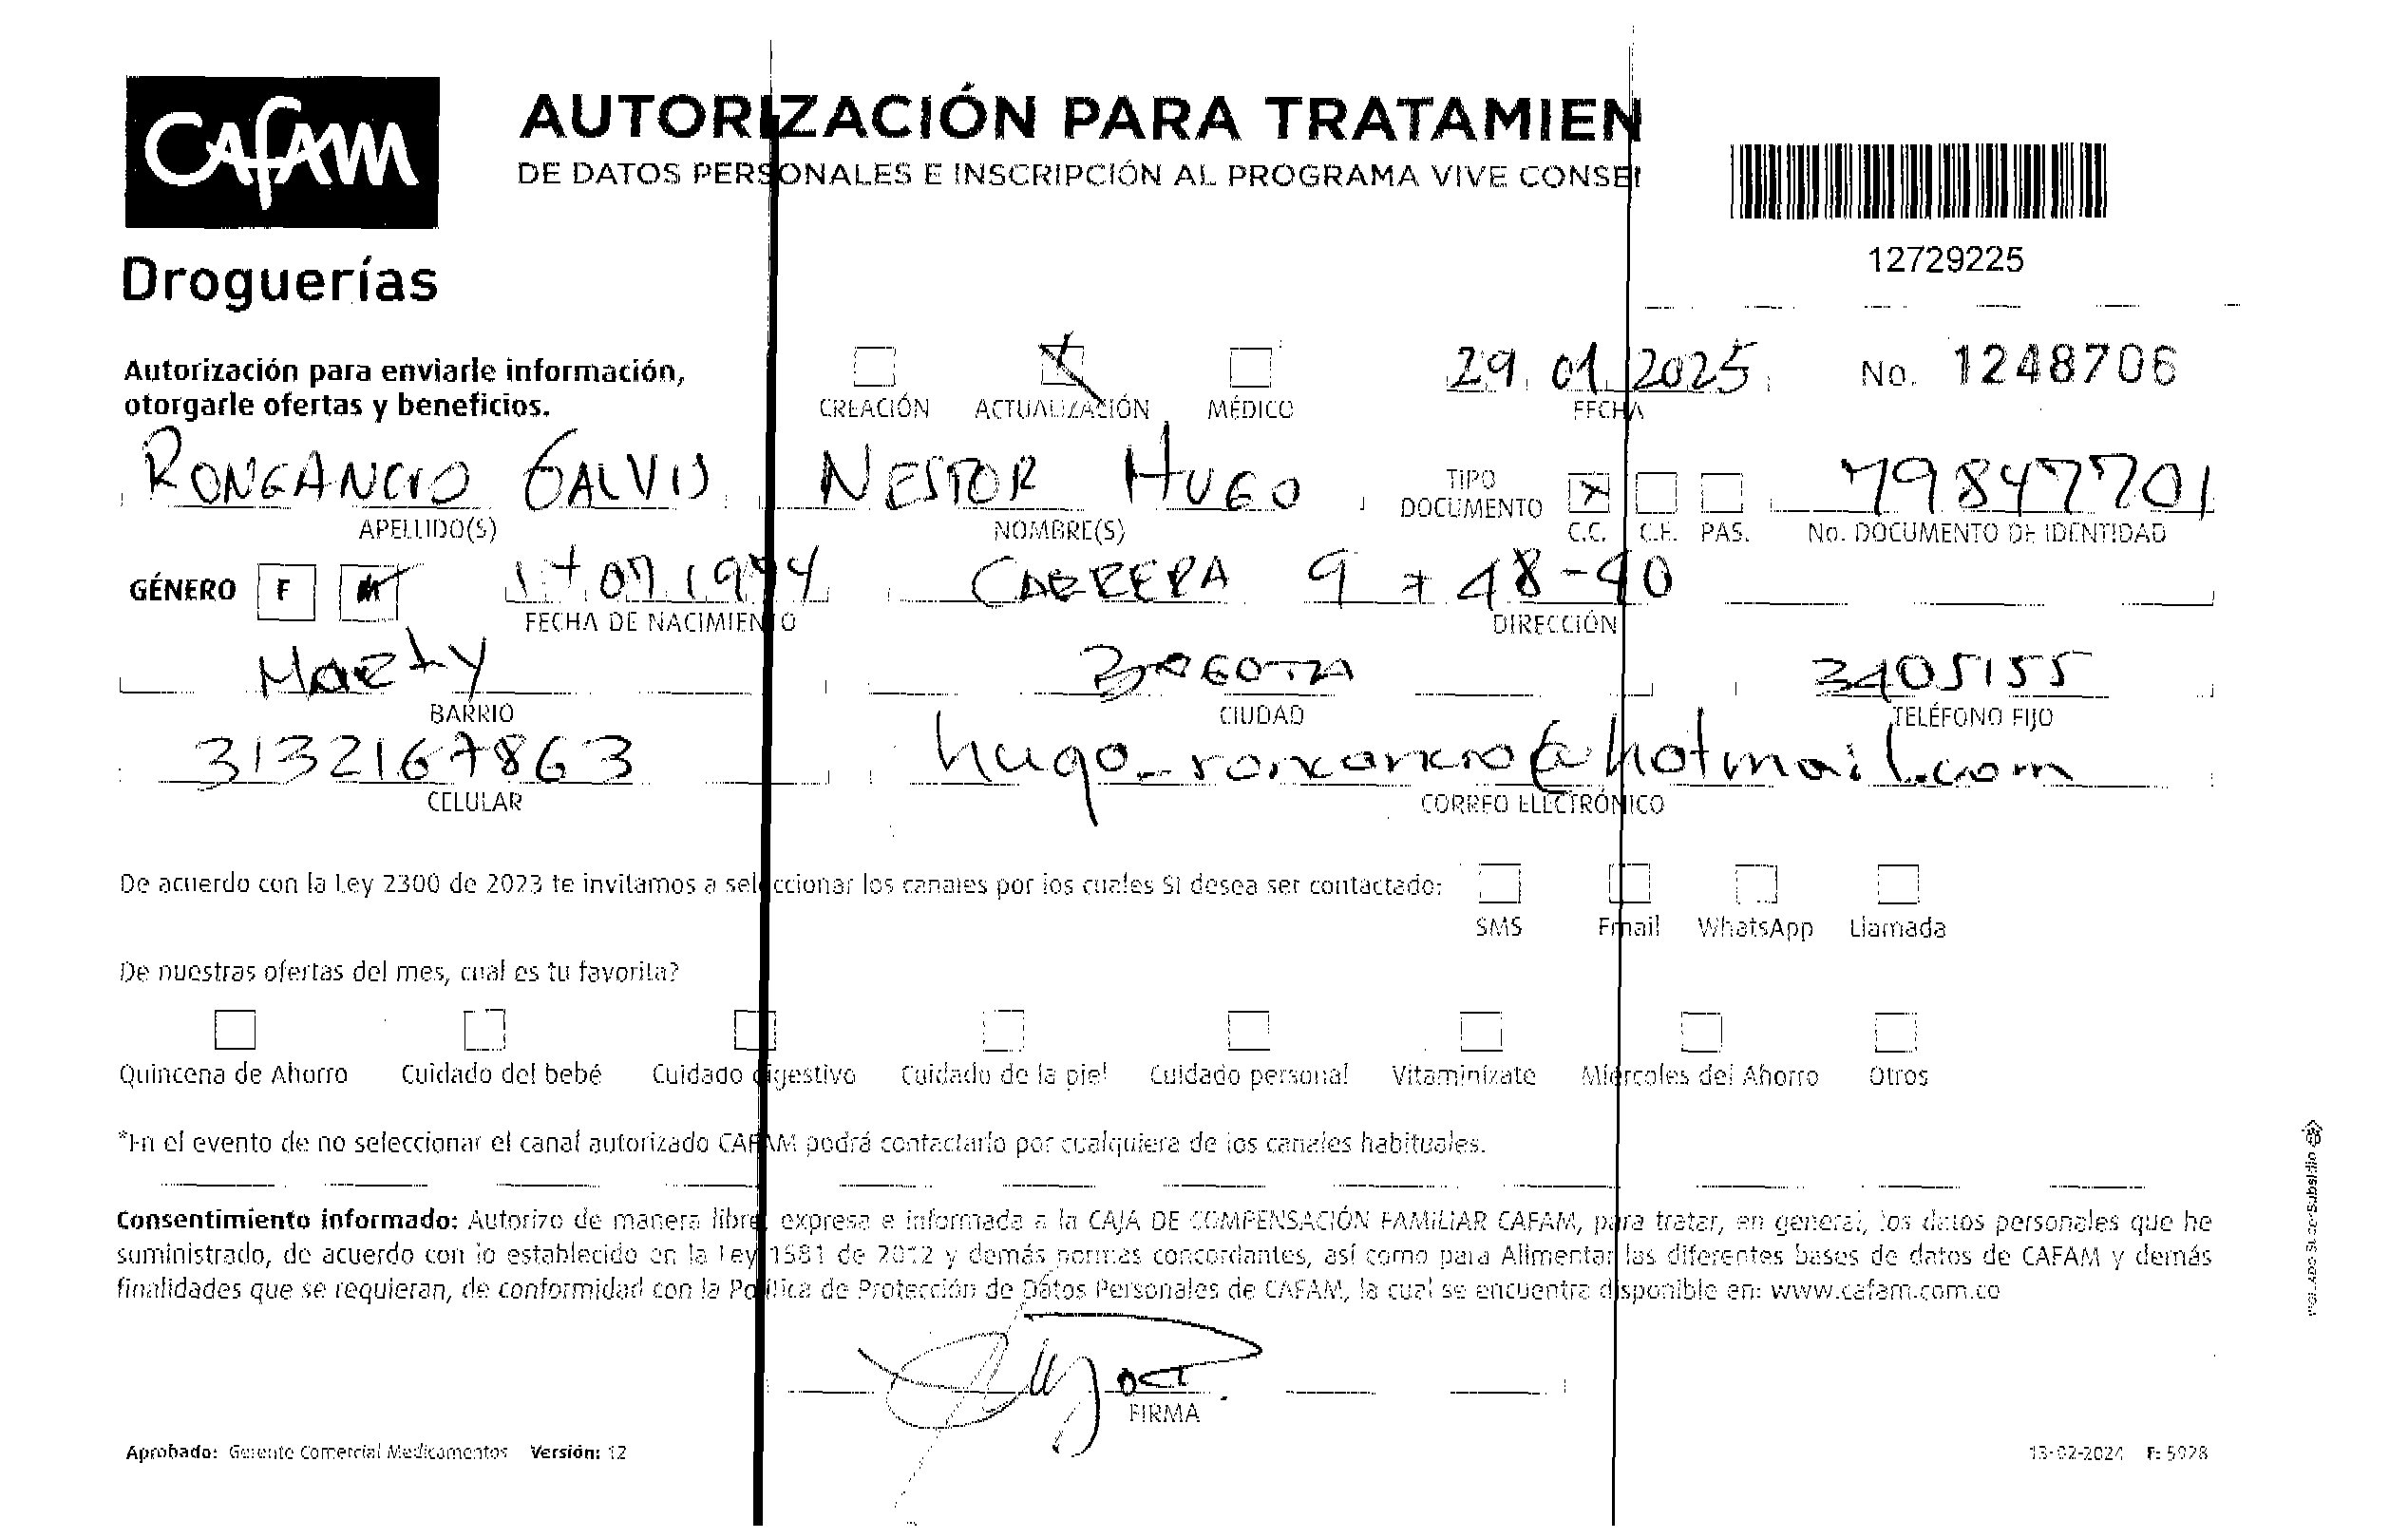 CAfAM
Droguerías
AUTORIZACIÓN PARA TRATAMIEN
DE DATOS PERSONALES E INSCRIPCIÓN AL PROGRAMA VIVE CONSE
12729225
Autorización para enviarle información,
otorgarle ofertas y beneficios.
CREACIÓN ACTUALIZACIÓN MÉDICO
29 01 2025
FECHA
No. 1248706
RONGANCIO GALVIS NESTOR HUGO
APELLIDO(S) NOMBRE(S)
TIPO DOCUMENTO X C.C. C.E. PAS.
79847701
No. DOCUMENTO DE IDENTIDAD
GÉNERO F M
17 07 1994 CARRERA 9 + 48-90
FECHA DE NACIMIENTO DIRECCIÓN
BOGOTA 3405155
BARRIO CIUDAD TELÉFONO FIJO
3132167863 hugo_roncancio@hotmail.com
CELULAR CORREO ELECTRÓNICO
De acuerdo con la Ley 2300 de 2023 te invitamos a seleccionar los canales por los cuales SI desea ser contactado:
SMS Email WhatsApp Llamada
De nuestras ofertas del mes, cual es tu favorita?
Quincena de Ahorro Cuidado del bebé Cuidado digestivo Cuidado de la piel Cuidado personal Vitaminízate Miércoles del Ahorro Otros
*En el evento de no seleccionar el canal autorizado CAFAM podrá contactarlo por cualquiera de los canales habituales.
Consentimiento informado: Autorizo de manera libre, expresa e informada a la CAJA DE COMPENSACIÓN FAMILIAR CAFAM, para tratar, en general, los datos personales que he
suministrado, de acuerdo con lo establecido en la Ley 1581 de 2012 y demás normas concordantes, así como para Alimentar las diferentes bases de datos de CAFAM y demás
finalidades que se requieran, de conformidad con la Política de Protección de Datos Personales de CAFAM, la cual se encuentra disponible en: www.cafam.com.co
FIRMA
Aprobado: Gerente Comercial Medicamentos Versión: 12
13-02-2024 F: 5928